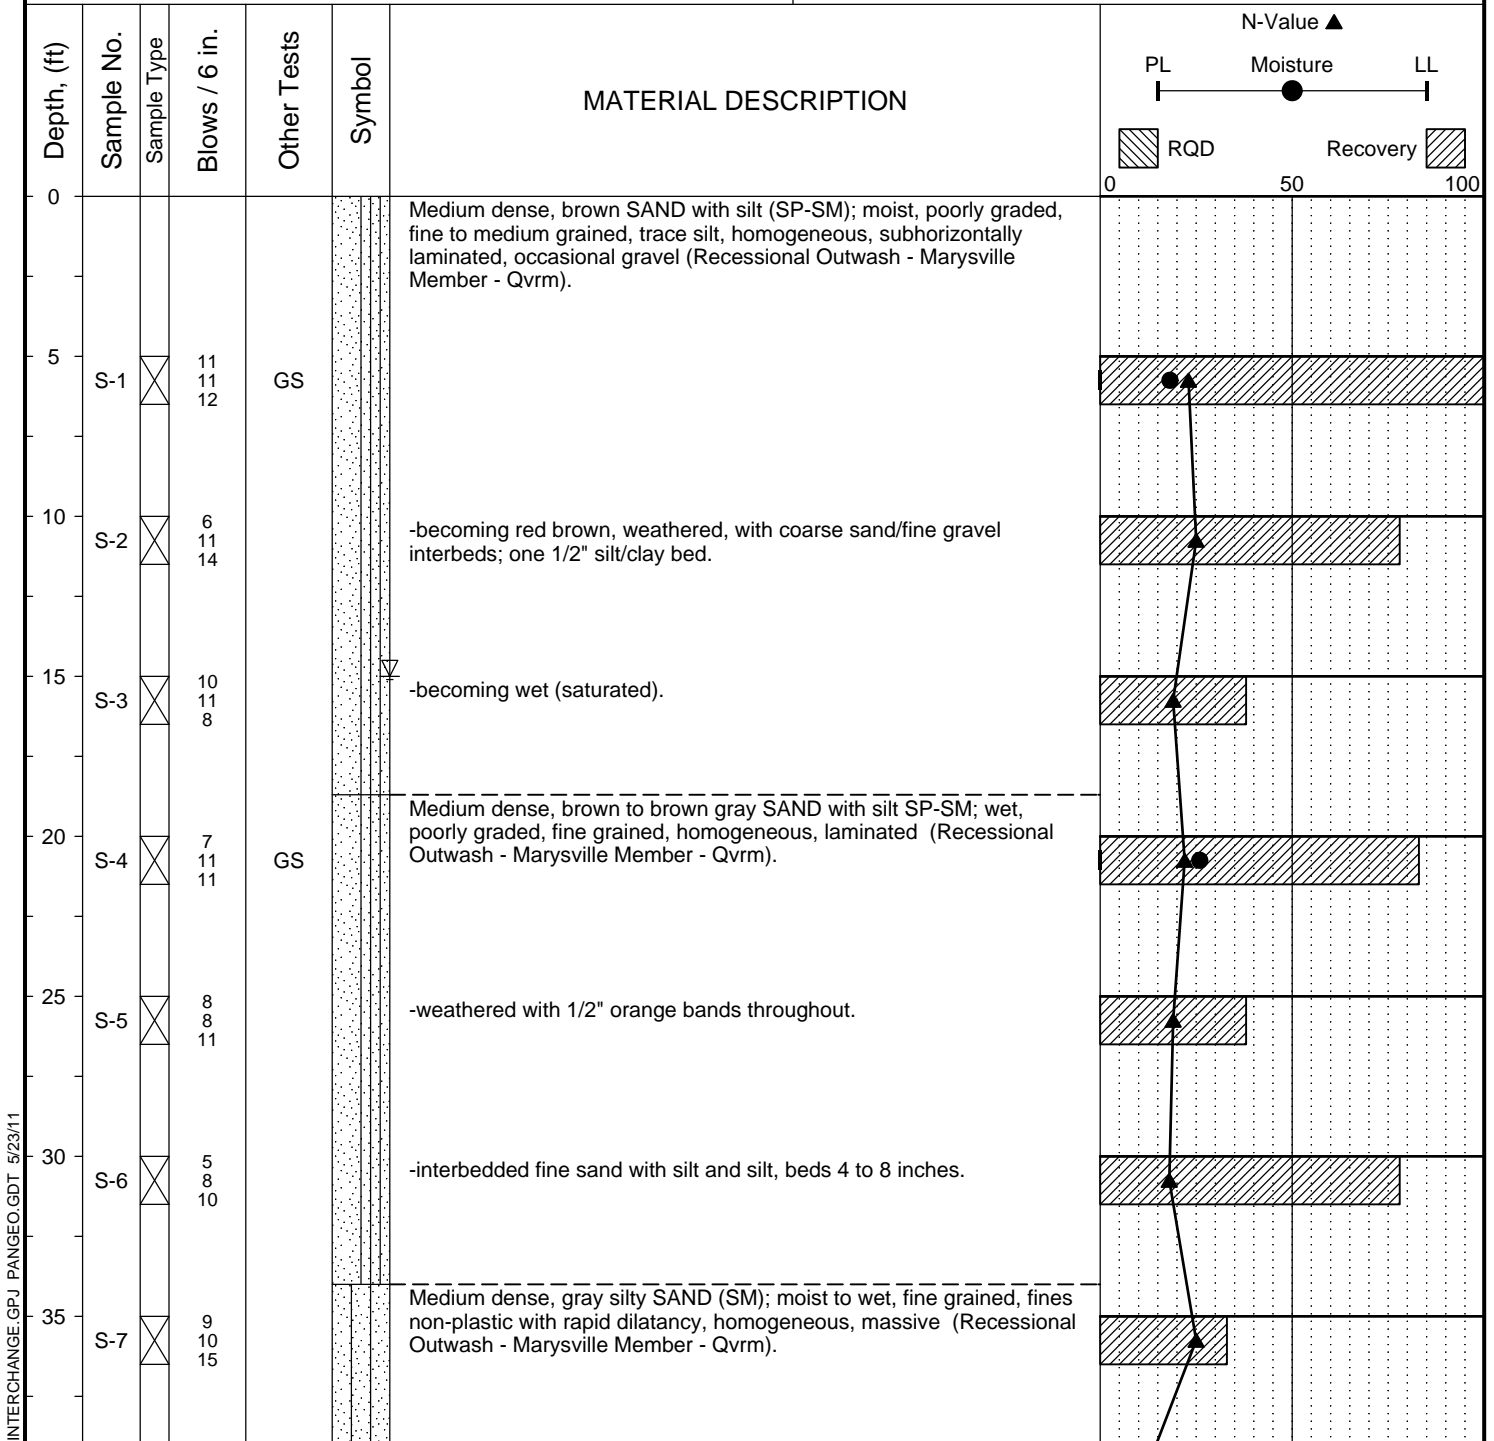 Depth, (ft)
Sample No.
Sample Type
Blows / 6 in.
Other Tests
Symbol
MATERIAL DESCRIPTION
N-Value ▲
PL Moisture LL
RQD Recovery
0 50 100
0
Medium dense, brown SAND with silt (SP-SM); moist, poorly graded,
fine to medium grained, trace silt, homogeneous, subhorizontally
laminated, occasional gravel (Recessional Outwash - Marysville
Member - Qvrm).
5
S-1
11
11
12
GS
10
S-2
6
11
14
-becoming red brown, weathered, with coarse sand/fine gravel
interbeds; one 1/2" silt/clay bed.
15
S-3
10
11
8
-becoming wet (saturated).
Medium dense, brown to brown gray SAND with silt SP-SM; wet,
poorly graded, fine grained, homogeneous, laminated (Recessional
Outwash - Marysville Member - Qvrm).
20
S-4
7
11
11
GS
25
S-5
8
8
11
-weathered with 1/2" orange bands throughout.
30
S-6
5
8
10
-interbedded fine sand with silt and silt, beds 4 to 8 inches.
Medium dense, gray silty SAND (SM); moist to wet, fine grained, fines
non-plastic with rapid dilatancy, homogeneous, massive (Recessional
Outwash - Marysville Member - Qvrm).
35
S-7
9
10
15
INTERCHANGE.GPJ PANGEO.GDT 5/23/11